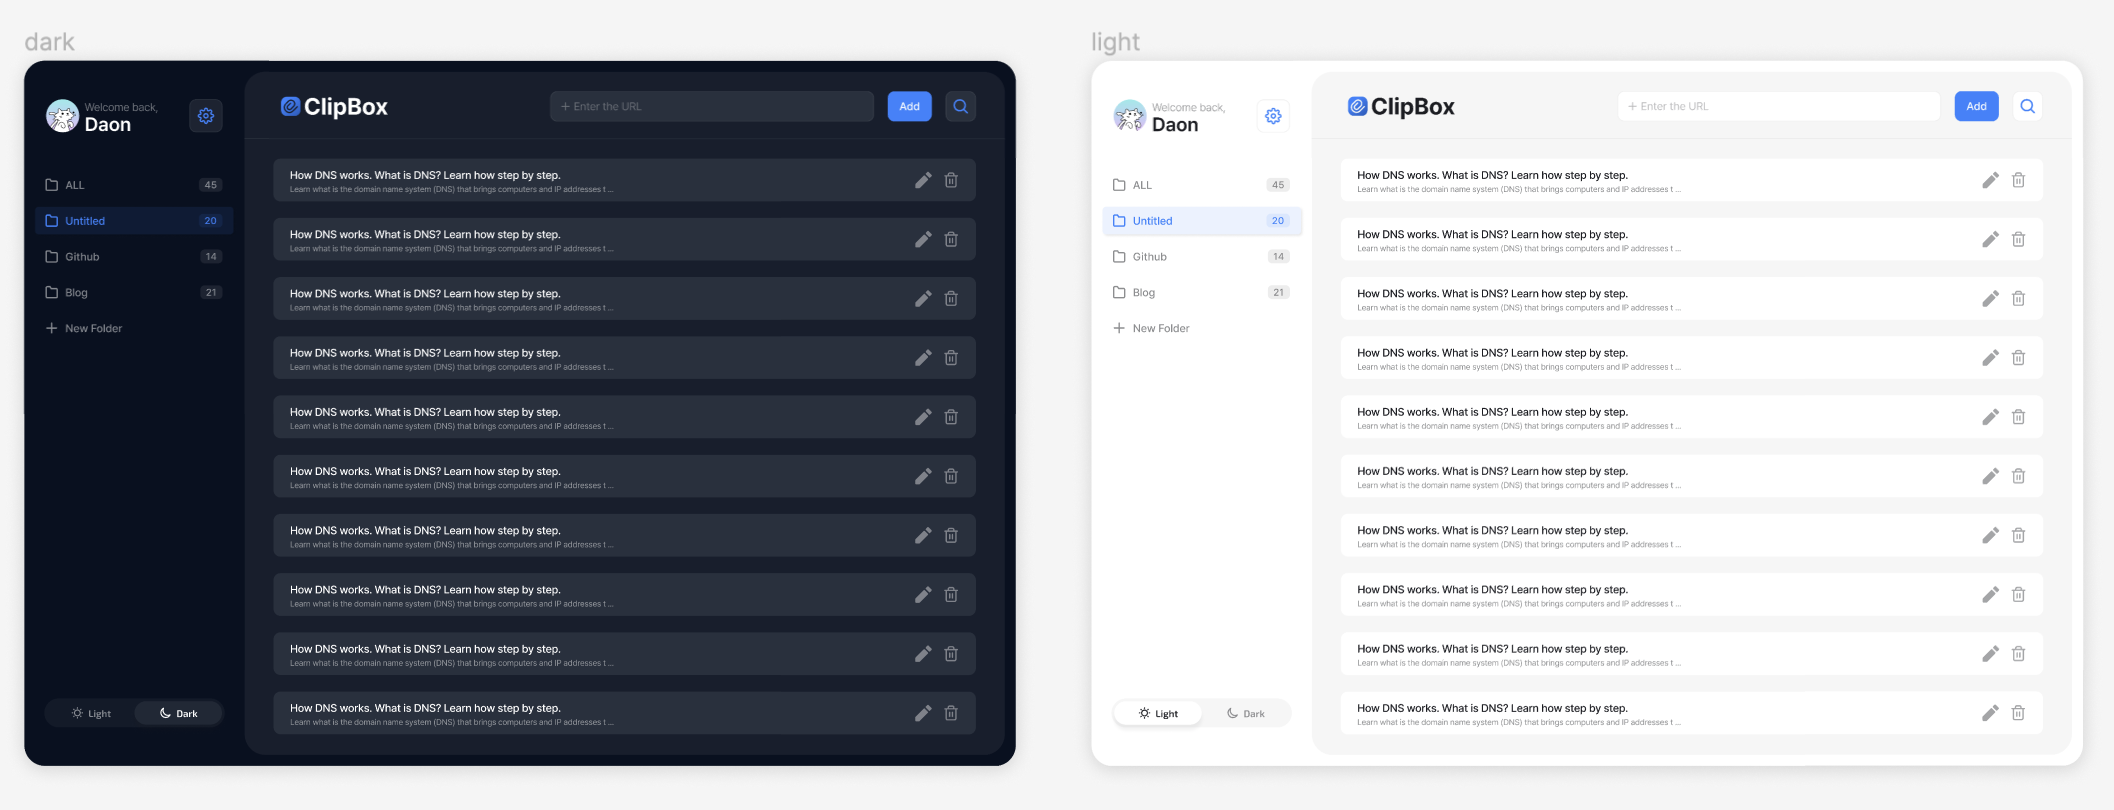 dark
Welcome back,
Daon
ALL 45
Untitled 20
Github 14
Blog 21
+ New Folder
Light Dark
ClipBox
+ Enter the URL
Add
How DNS works. What is DNS? Learn how step by step.
Learn what is the domain name system (DNS) that brings computers and IP addresses t ...
How DNS works. What is DNS? Learn how step by step.
Learn what is the domain name system (DNS) that brings computers and IP addresses t ...
How DNS works. What is DNS? Learn how step by step.
Learn what is the domain name system (DNS) that brings computers and IP addresses t ...
How DNS works. What is DNS? Learn how step by step.
Learn what is the domain name system (DNS) that brings computers and IP addresses t ...
How DNS works. What is DNS? Learn how step by step.
Learn what is the domain name system (DNS) that brings computers and IP addresses t ...
How DNS works. What is DNS? Learn how step by step.
Learn what is the domain name system (DNS) that brings computers and IP addresses t ...
How DNS works. What is DNS? Learn how step by step.
Learn what is the domain name system (DNS) that brings computers and IP addresses t ...
How DNS works. What is DNS? Learn how step by step.
Learn what is the domain name system (DNS) that brings computers and IP addresses t ...
How DNS works. What is DNS? Learn how step by step.
Learn what is the domain name system (DNS) that brings computers and IP addresses t ...
How DNS works. What is DNS? Learn how step by step.
Learn what is the domain name system (DNS) that brings computers and IP addresses t ...
light
Welcome back,
Daon
ALL 45
Untitled 20
Github 14
Blog 21
+ New Folder
Light Dark
ClipBox
+ Enter the URL
Add
How DNS works. What is DNS? Learn how step by step.
Learn what is the domain name system (DNS) that brings computers and IP addresses t ...
How DNS works. What is DNS? Learn how step by step.
Learn what is the domain name system (DNS) that brings computers and IP addresses t ...
How DNS works. What is DNS? Learn how step by step.
Learn what is the domain name system (DNS) that brings computers and IP addresses t ...
How DNS works. What is DNS? Learn how step by step.
Learn what is the domain name system (DNS) that brings computers and IP addresses t ...
How DNS works. What is DNS? Learn how step by step.
Learn what is the domain name system (DNS) that brings computers and IP addresses t ...
How DNS works. What is DNS? Learn how step by step.
Learn what is the domain name system (DNS) that brings computers and IP addresses t ...
How DNS works. What is DNS? Learn how step by step.
Learn what is the domain name system (DNS) that brings computers and IP addresses t ...
How DNS works. What is DNS? Learn how step by step.
Learn what is the domain name system (DNS) that brings computers and IP addresses t ...
How DNS works. What is DNS? Learn how step by step.
Learn what is the domain name system (DNS) that brings computers and IP addresses t ...
How DNS works. What is DNS? Learn how step by step.
Learn what is the domain name system (DNS) that brings computers and IP addresses t ...